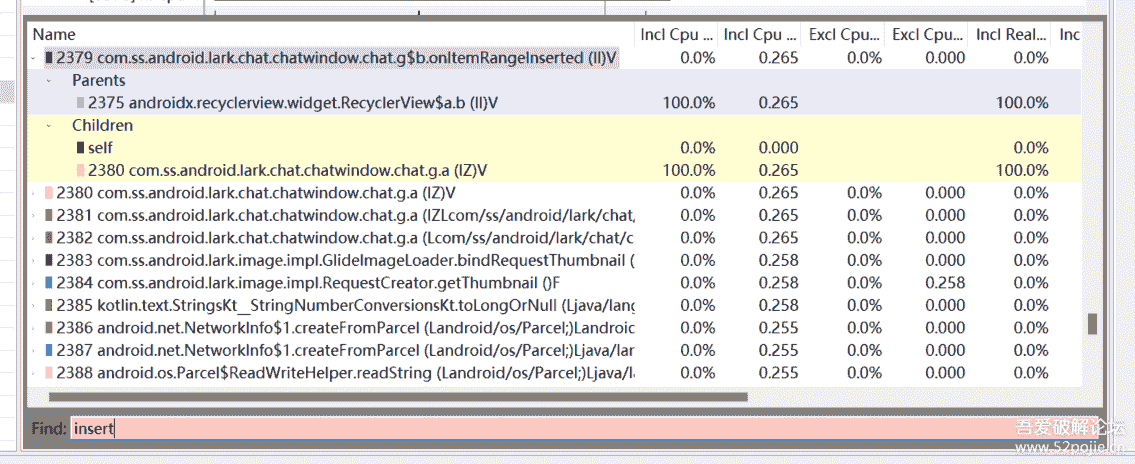 Name Incl Cpu ... Incl Cpu ... Excl Cpu... Excl Cpu... Incl Real... Inc
2379 com.ss.android.lark.chat.chatwindow.chat.g$b.onItemRangeInserted (II)V 0.0% 0.265 0.0% 0.000 0.0%
Parents
2375 androidx.recyclerview.widget.RecyclerView$a.b (II)V 100.0% 0.265 100.0%
Children
self 0.0% 0.000 0.0%
2380 com.ss.android.lark.chat.chatwindow.chat.g.a (IZ)V 100.0% 0.265 100.0%
2380 com.ss.android.lark.chat.chatwindow.chat.g.a (IZ)V 0.0% 0.265 0.0% 0.000 0.0%
2381 com.ss.android.lark.chat.chatwindow.chat.g.a (IZLcom/ss/android/lark/chat, 0.0% 0.265 0.0% 0.000 0.0%
2382 com.ss.android.lark.chat.chatwindow.chat.g.a (Lcom/ss/android/lark/chat/c 0.0% 0.265 0.0% 0.000 0.0%
2383 com.ss.android.lark.image.impl.GlideImageLoader.bindRequestThumbnail ( 0.0% 0.258 0.0% 0.000 0.0%
2384 com.ss.android.lark.image.impl.RequestCreator.getThumbnail ()F 0.0% 0.258 0.0% 0.258 0.0%
2385 kotlin.text.StringsKt__StringNumberConversionsKt.toLongOrNull (Ljava/lang 0.0% 0.258 0.0% 0.000 0.0%
2386 android.net.NetworkInfo$1.createFromParcel (Landroid/os/Parcel;)Landroic 0.0% 0.255 0.0% 0.000 0.0%
2387 android.net.NetworkInfo$1.createFromParcel (Landroid/os/Parcel;)Ljava/lar 0.0% 0.255 0.0% 0.000 0.0%
2388 android.os.Parcel$ReadWriteHelper.readString (Landroid/os/Parcel;)Ljava/l 0.0% 0.255 0.0% 0.000 0.0%
Find: insert
吾爱破解论坛
www.52pojie.cn